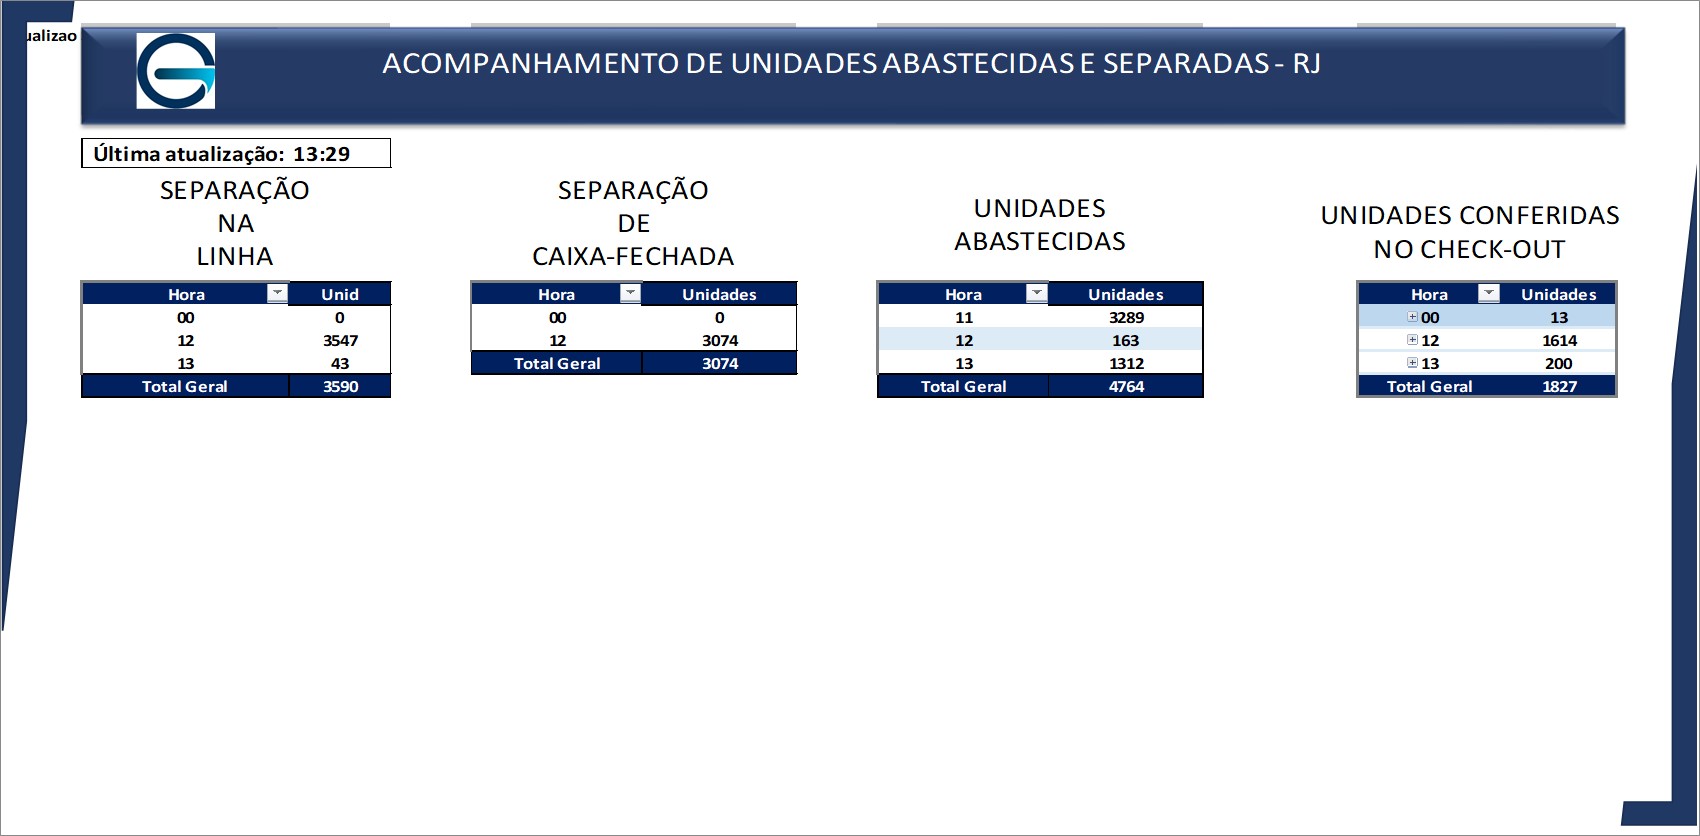 ualizao
ACOMPANHAMENTO DE UNIDADES ABASTECIDAS E SEPARADAS - RJ
Última atualização: 13:29
SEPARAÇÃO
NA
LINHA
Hora Unid
00 0
12 3547
13 43
Total Geral 3590
SEPARAÇÃO
DE
CAIXA-FECHADA
Hora Unidades
00 0
12 3074
Total Geral 3074
UNIDADES
ABASTECIDAS
Hora Unidades
11 3289
12 163
13 1312
Total Geral 4764
UNIDADES CONFERIDAS
NO CHECK-OUT
Hora Unidades
00 13
12 1614
13 200
Total Geral 1827